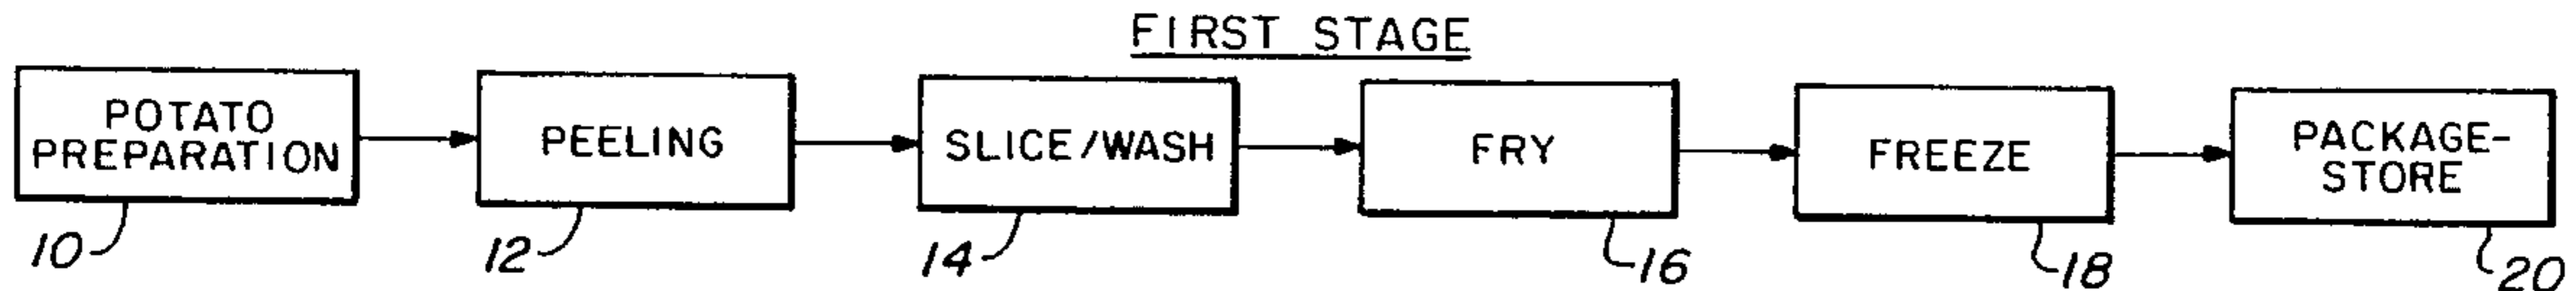 FIRST STAGE
POTATO
PREPARATION
PEELING
SLICE/WASH
FRY
FREEZE
PACKAGE-
STORE
10
12
14
16
18
20